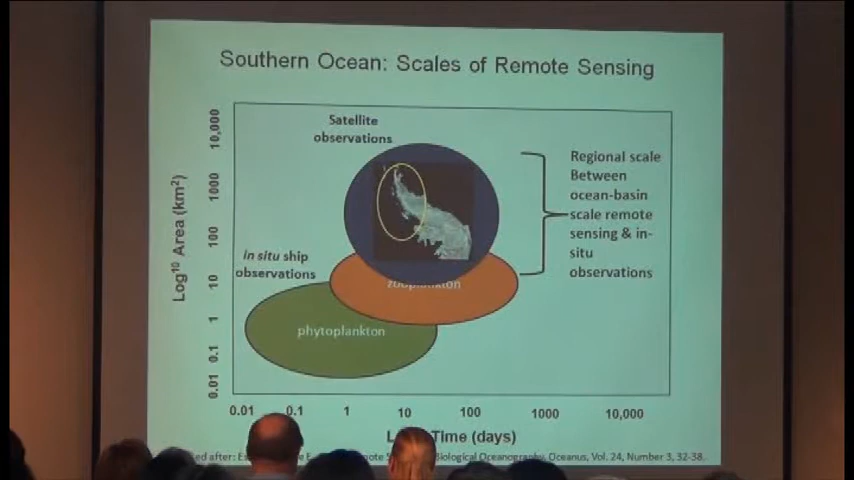 Southern Ocean: Scales of Remote Sensing
Satellite
observations
Regional scale
Between
ocean-basin
scale remote
sensing & in-
situ
observations
in situ ship
observations
zooplankton
phytoplankton
Log10 Area (km2)
10,000
1000
100
10
1
0.1
0.01
0.01 0.1 1 10 100 1000 10,000
Time (days)
ed after: Biological Oceanography, Oceanus, Vol. 24, Number 3, 32-38.